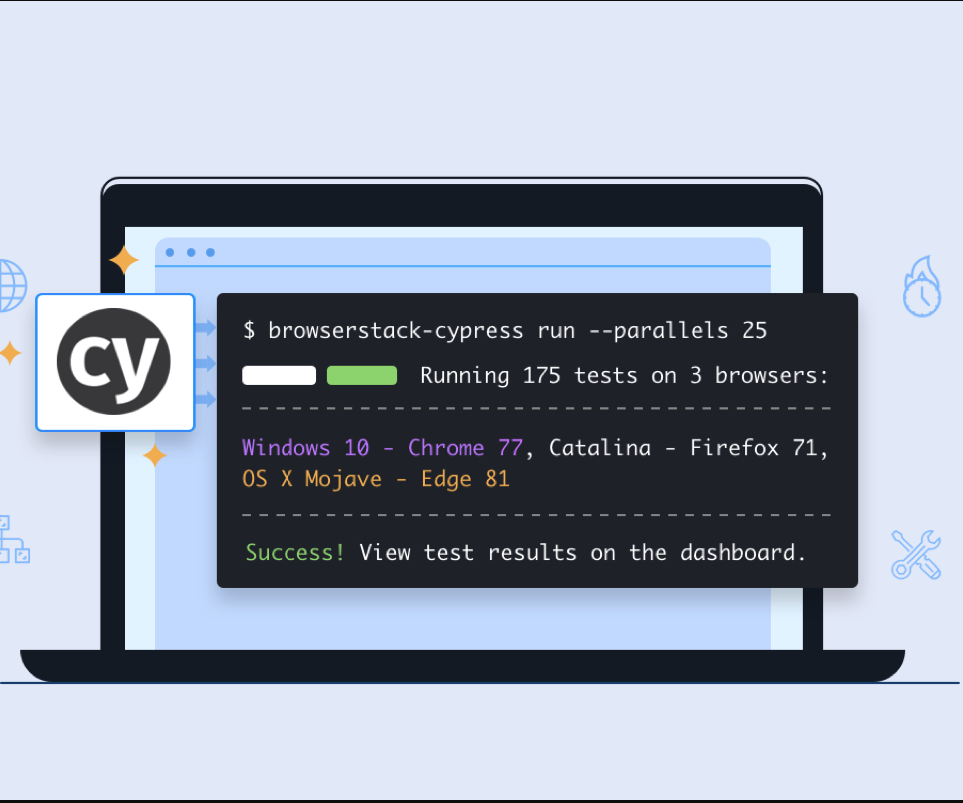 cy
$ browserstack-cypress run --parallels 25
Running 175 tests on 3 browsers:
Windows 10 - Chrome 77, Catalina - Firefox 71,
OS X Mojave - Edge 81
Success! View test results on the dashboard.